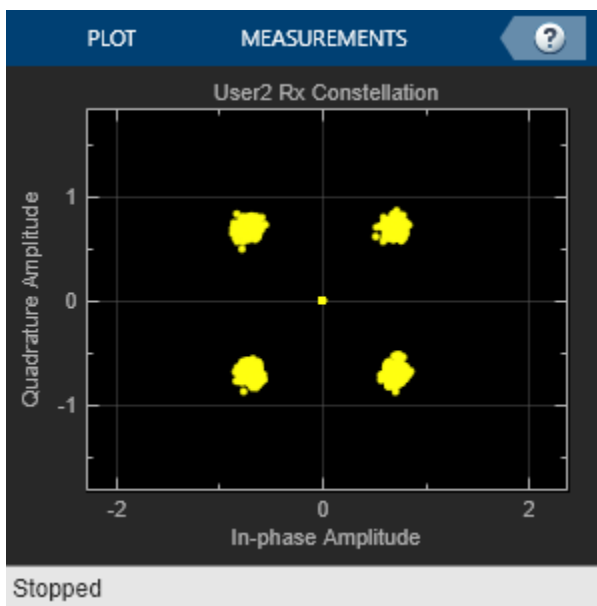 PLOT MEASUREMENTS ?
User2 Rx Constellation
Quadrature Amplitude
1
0
-1
-2 0 2
In-phase Amplitude
Stopped